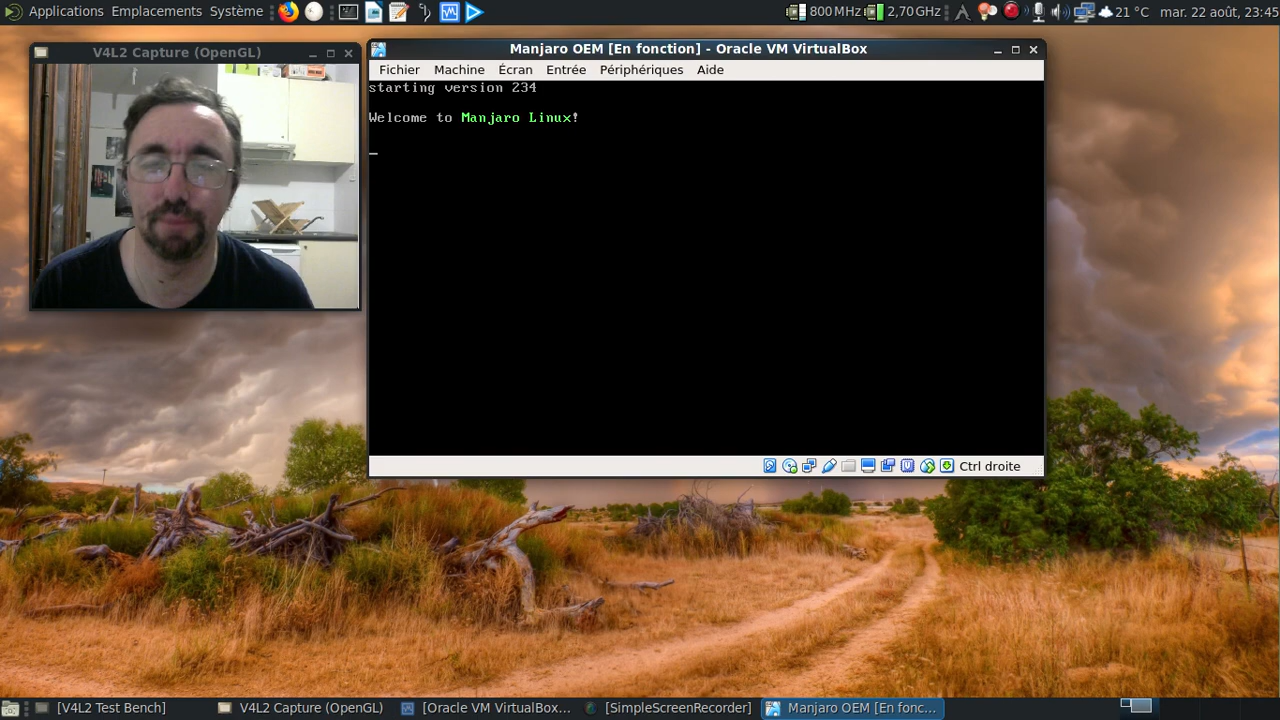 Applications Emplacements Système 800 MHz 2,70 GHz 21 °C mar. 22 août, 23:45
V4L2 Capture (OpenGL)
Manjaro OEM [En fonction] - Oracle VM VirtualBox
Fichier Machine Écran Entrée Périphériques Aide
starting version 234
Welcome to Manjaro Linux!
Ctrl droite
[V4L2 Test Bench] V4L2 Capture (OpenGL) [Oracle VM VirtualBox... [SimpleScreenRecorder] Manjaro OEM [En fonc...